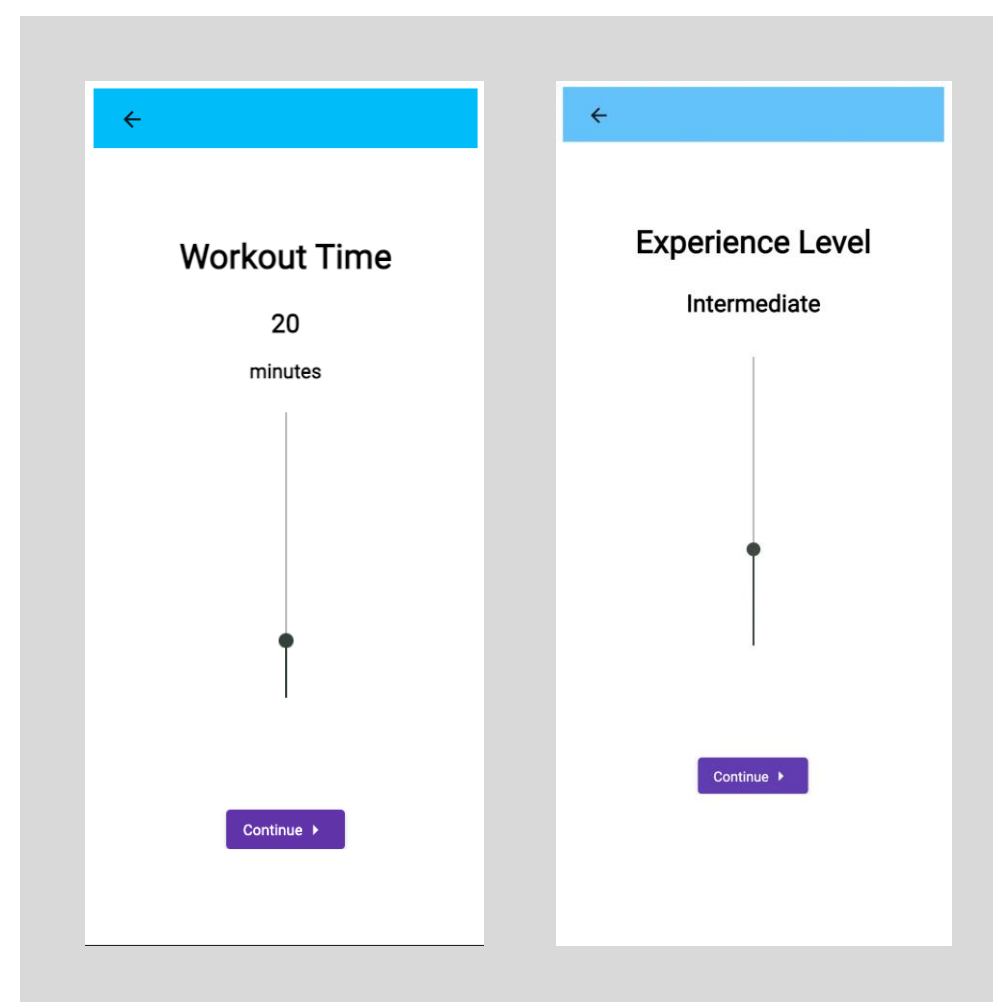 Workout Time
20
minutes
Continue
Experience Level
Intermediate
Continue